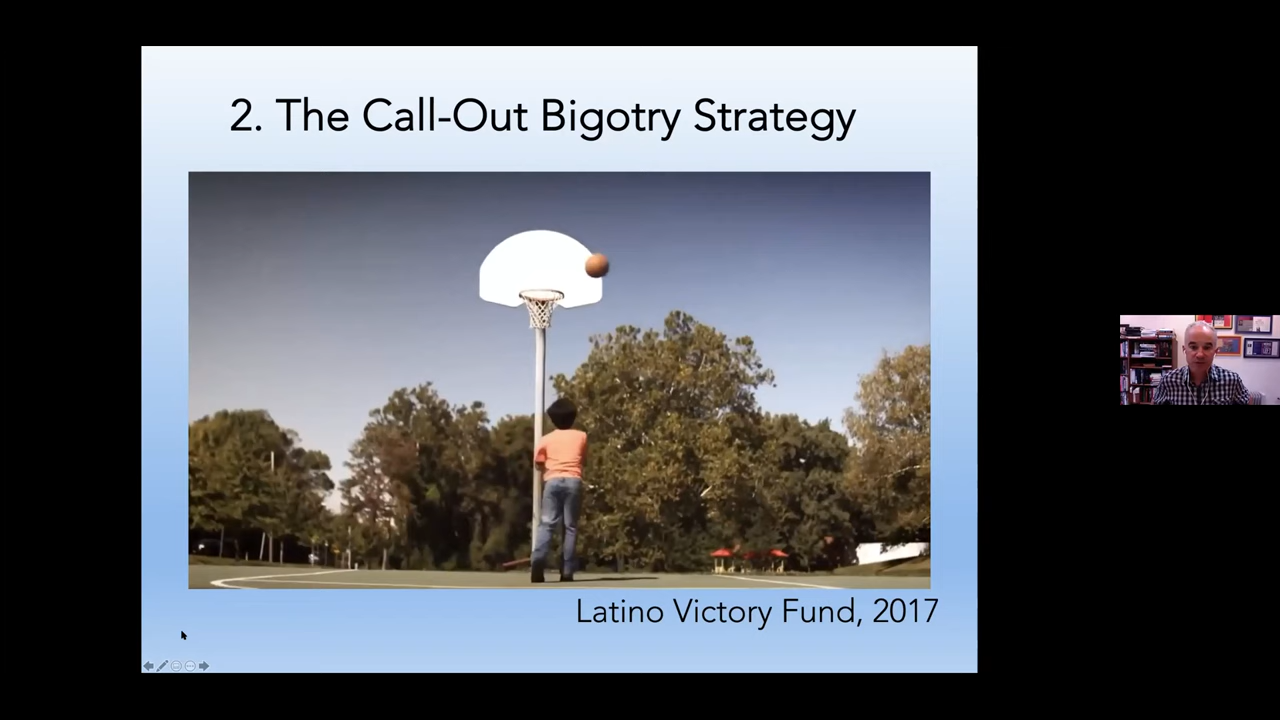 2. The Call-Out Bigotry Strategy
Latino Victory Fund, 2017